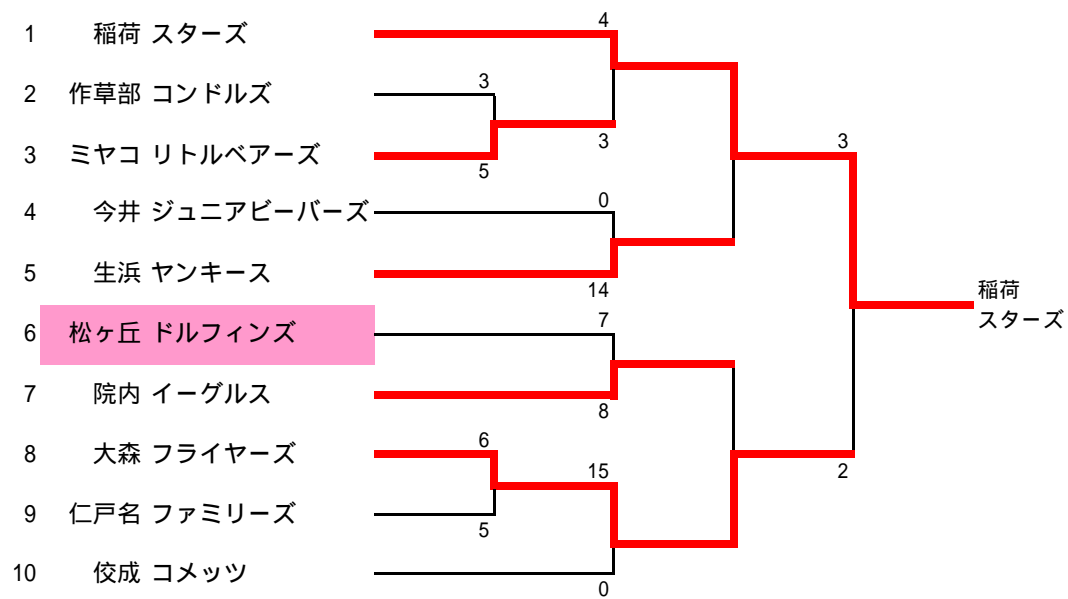 4
1 稲荷 スターズ
3
2 作草部 コンドルズ
3
3 ミヤコ リトルベアーズ
3
5
0
4 今井 ジュニアビーバーズ
5 生浜 ヤンキース
14
稲荷
スターズ
7
6 松ヶ丘 ドルフィンズ
7 院内 イーグルス
8
6
8 大森 フライヤーズ
15
2
9 仁戸名 ファミリーズ
5
10 佼成 コメッツ
0